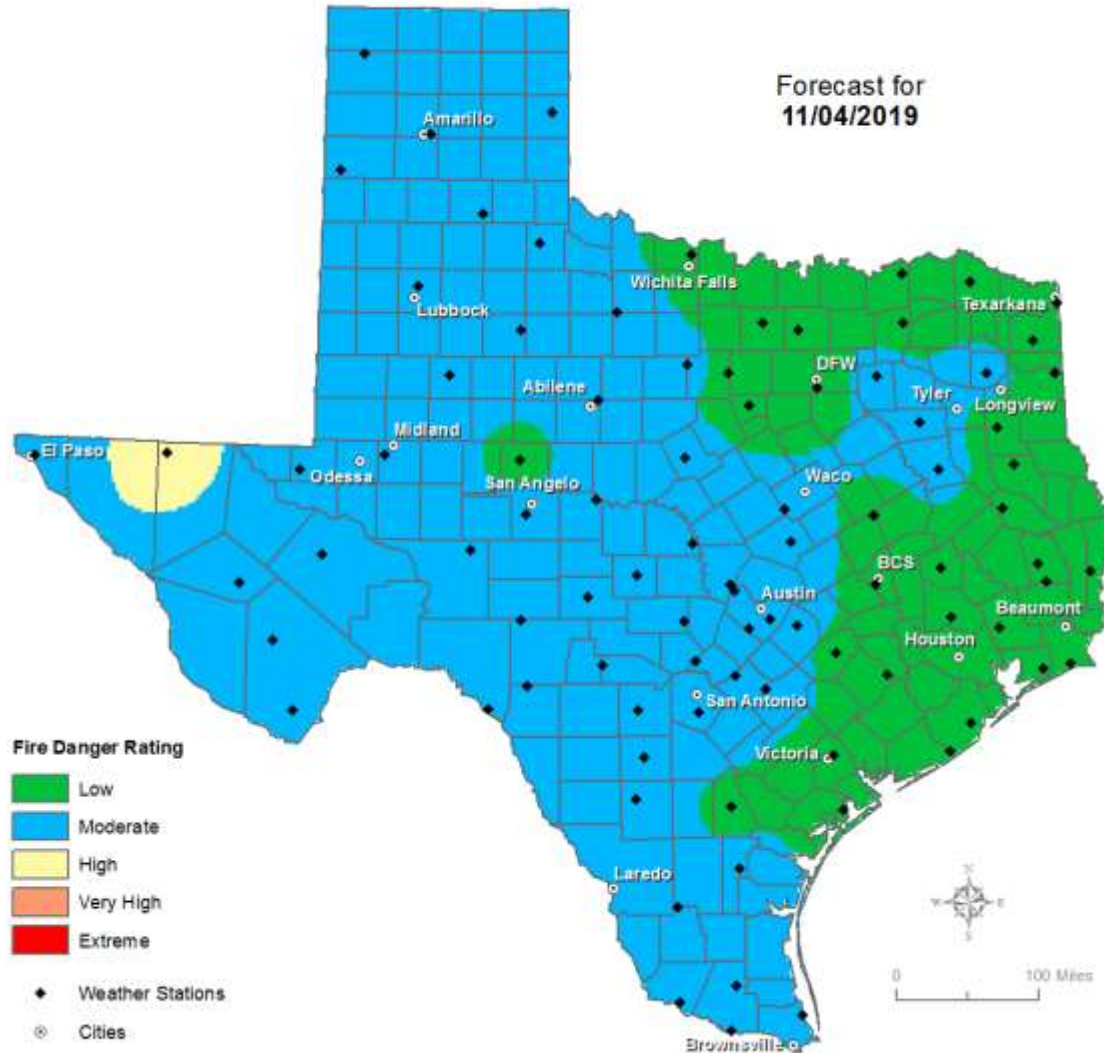 Forecast for
11/04/2019
Amarillo
Wichita Falls
Texarkana
Lubbock
DFW
Abilene
Tyler
Longview
Midland
El Paso
Odessa
San Angelo
Waco
BCS
Austin
Beaumont
Houston
San Antonio
Victoria
Laredo
Brownsville
Fire Danger Rating
Low
Moderate
High
Very High
Extreme
Weather Stations
Cities
N
W E
S
0 100 Miles